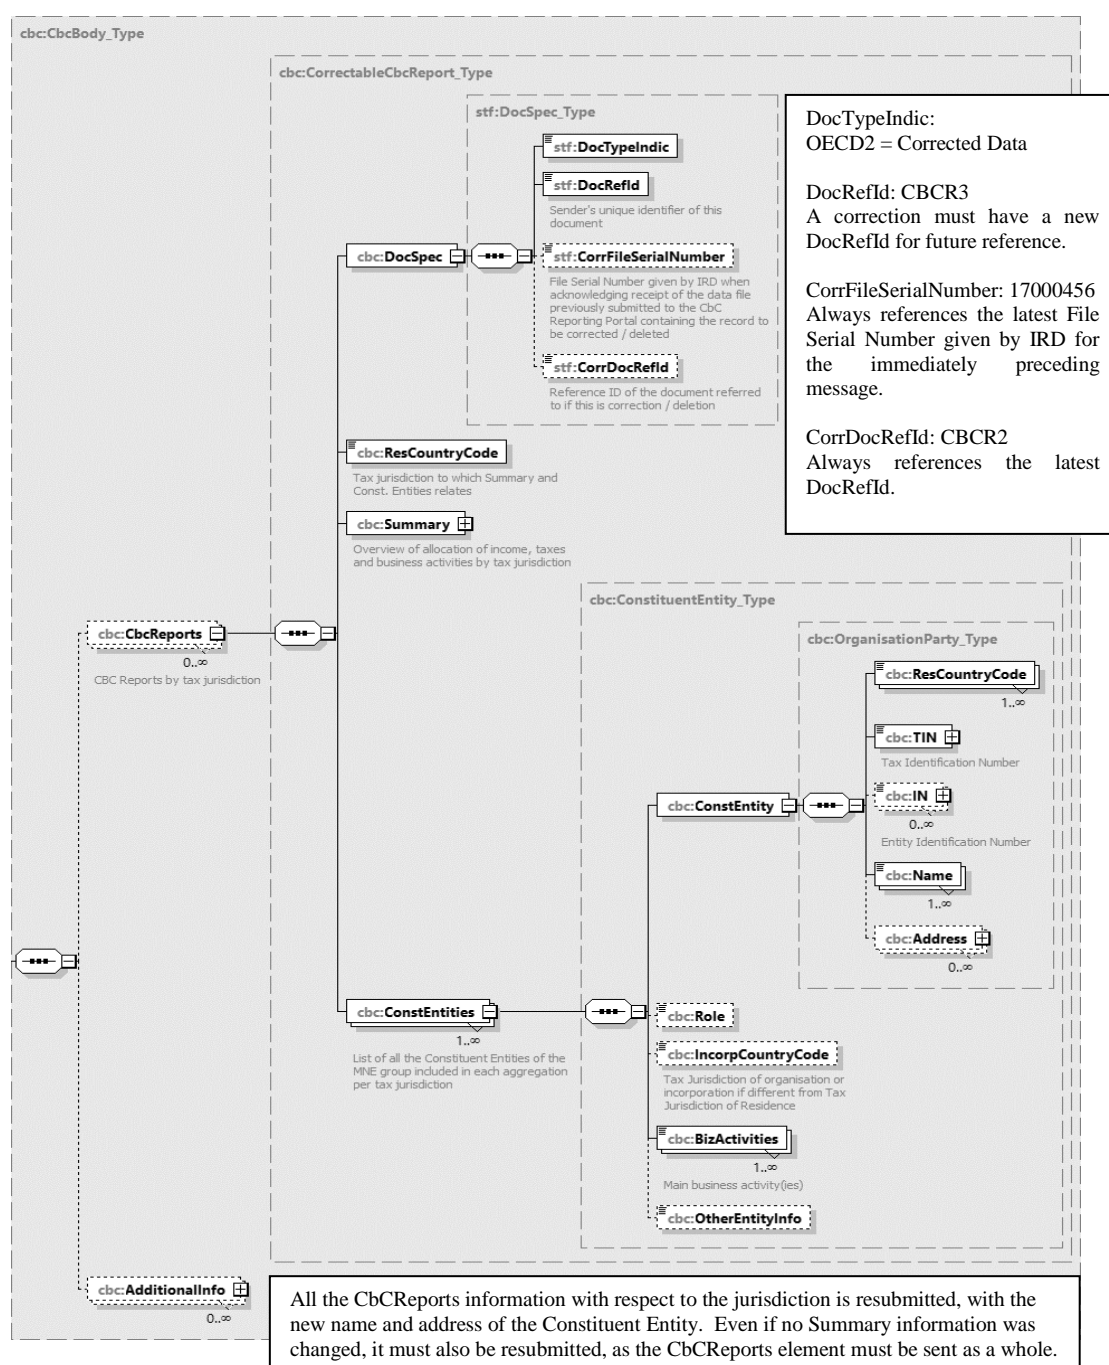 cbc:CbcBody_Type
cbc:CorrectableCbcReport_Type
stf:DocSpec_Type
stf:DocTypeIndic
stf:DocRefId
Sender's unique identifier of this
document
cbc:DocSpec
stf:CorrFileSerialNumber
File Serial Number given by IRD when
acknowledging receipt of the data file
previously submitted to the CbC
Reporting Portal containing the record to
be corrected / deleted
stf:CorrDocRefId
Reference ID of the document referred
to if this is correction / deletion
DocTypeIndic:
OECD2 = Corrected Data
DocRefId: CBCR3
A correction must have a new
DocRefId for future reference.
CorrFileSerialNumber: 17000456
Always references the latest File
Serial Number given by IRD for
the immediately preceding
message.
CorrDocRefId: CBCR2
Always references the latest
DocRefId.
cbc:ResCountryCode
Tax jurisdiction to which Summary and
Const. Entities relates
cbc:Summary
Overview of allocation of income, taxes
and business activities by tax jurisdiction
cbc:CbcReports
0..∞
CBC Reports by tax jurisdiction
cbc:ConstituentEntity_Type
cbc:OrganisationParty_Type
cbc:ResCountryCode
1..∞
cbc:TIN
Tax Identification Number
cbc:ConstEntity
cbc:IN
0..∞
Entity Identification Number
cbc:Name
1..∞
cbc:Address
0..∞
cbc:ConstEntities
1..∞
List of all the Constituent Entities of the
MNE group included in each aggregation
per tax jurisdiction
cbc:Role
cbc:IncorpCountryCode
Tax Jurisdiction of organisation or
incorporation if different from Tax
Jurisdiction of Residence
cbc:BizActivities
1..∞
Main business activity(ies)
cbc:OtherEntityInfo
cbc:AdditionalInfo
0..∞
All the CbCReports information with respect to the jurisdiction is resubmitted, with the
new name and address of the Constituent Entity. Even if no Summary information was
changed, it must also be resubmitted, as the CbCReports element must be sent as a whole.